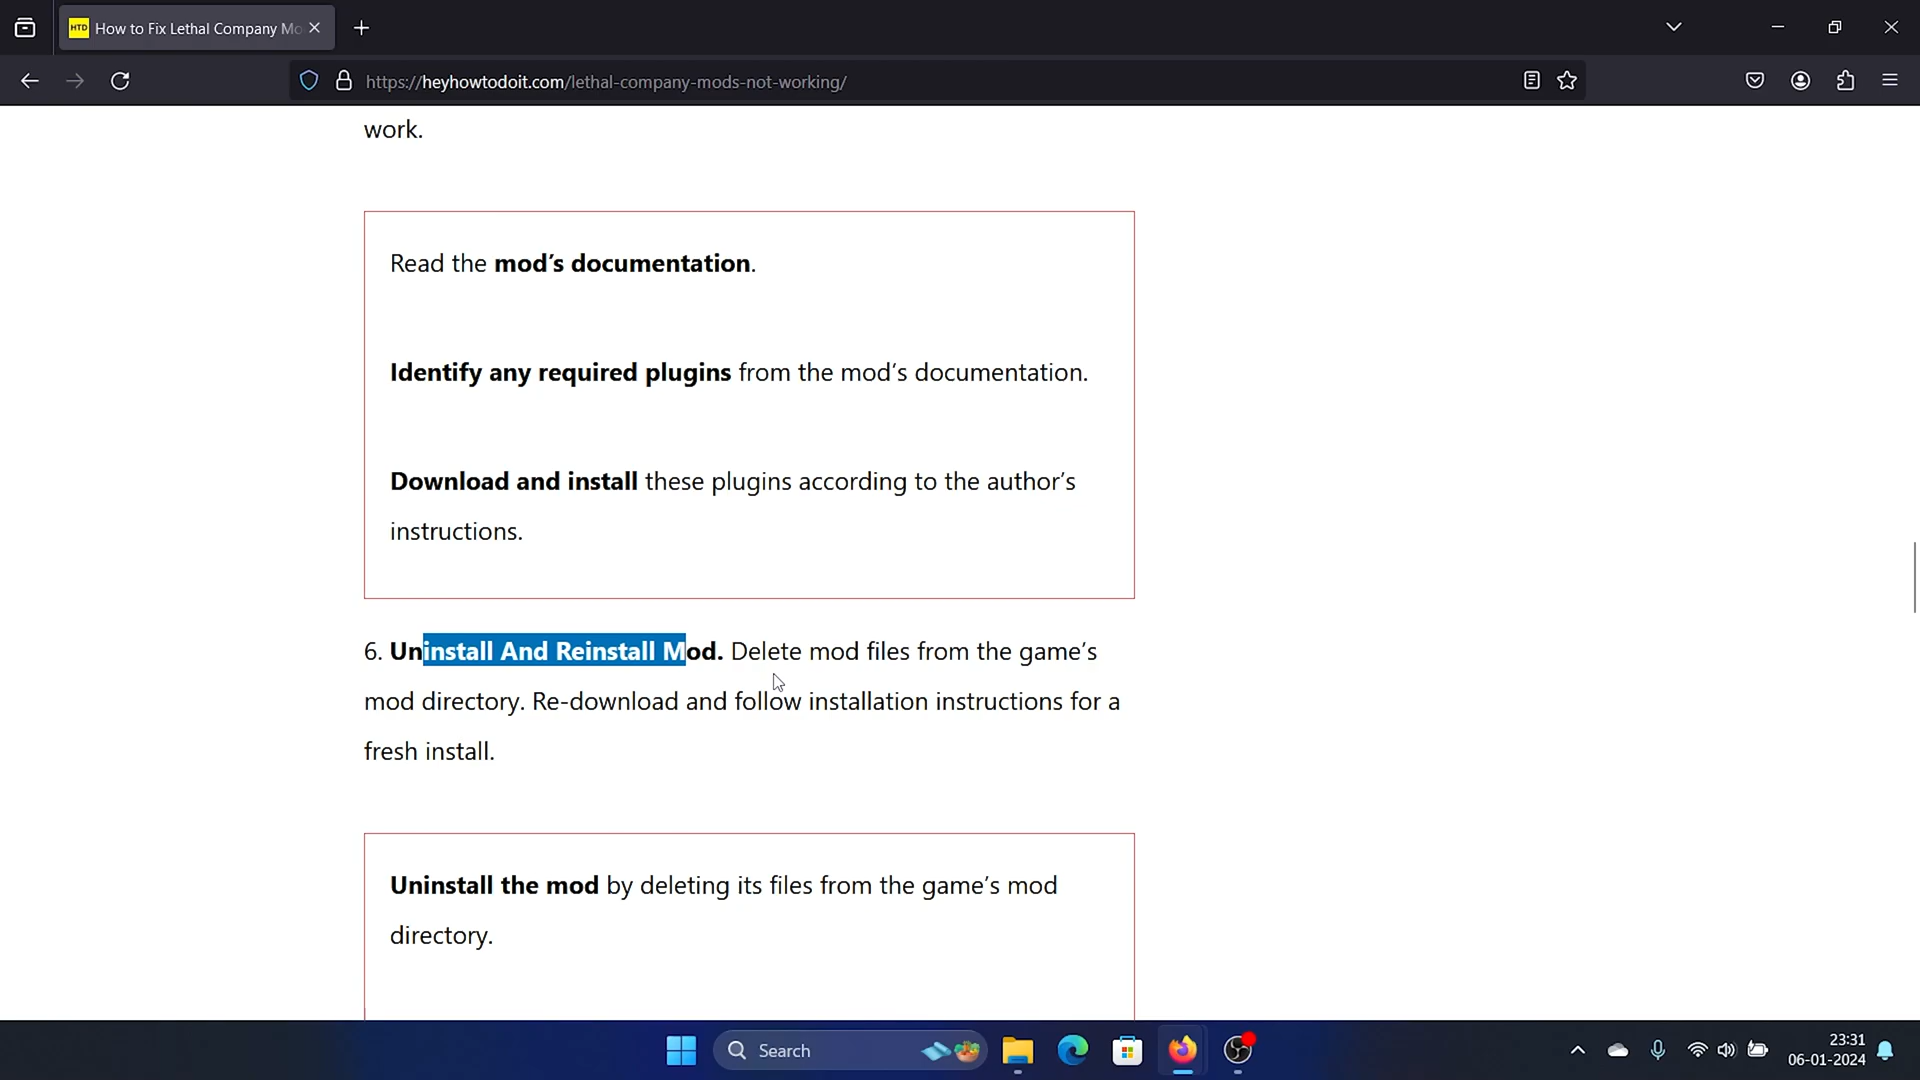 HTD How to Fix Lethal Company Mo
https://heyhowtodoit.com/lethal-company-mods-not-working/
work.
Read the mod’s documentation.
Identify any required plugins from the mod’s documentation.
Download and install these plugins according to the author’s
instructions.
6. Uninstall And Reinstall Mod. Delete mod files from the game’s
mod directory. Re-download and follow installation instructions for a
fresh install.
Uninstall the mod by deleting its files from the game’s mod
directory.
Search
23:31
06-01-2024